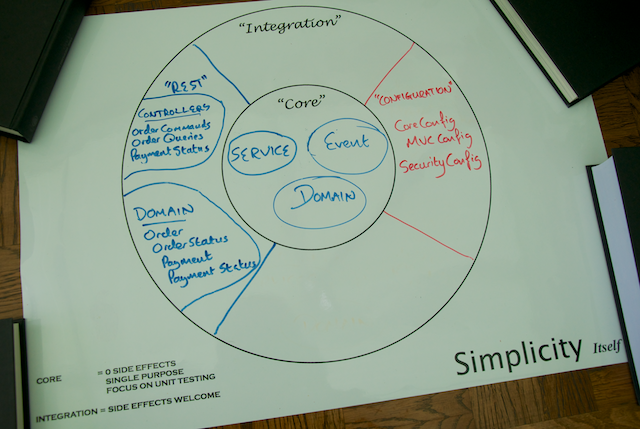 "Integration"
"REST"
CONTROLLERS
Order Commands
Order Queries
Payment Status
DOMAIN
Order
Order Status
Payment
Payment Status
"Core"
SERVICE
Event
DOMAIN
"CONFIGURATION"
Core Config
MVC Config
Security Config
CORE = 0 SIDE EFFECTS
SINGLE PURPOSE
FOCUS ON UNIT TESTING
INTEGRATION = SIDE EFFECTS WELCOME
Simplicity Itself